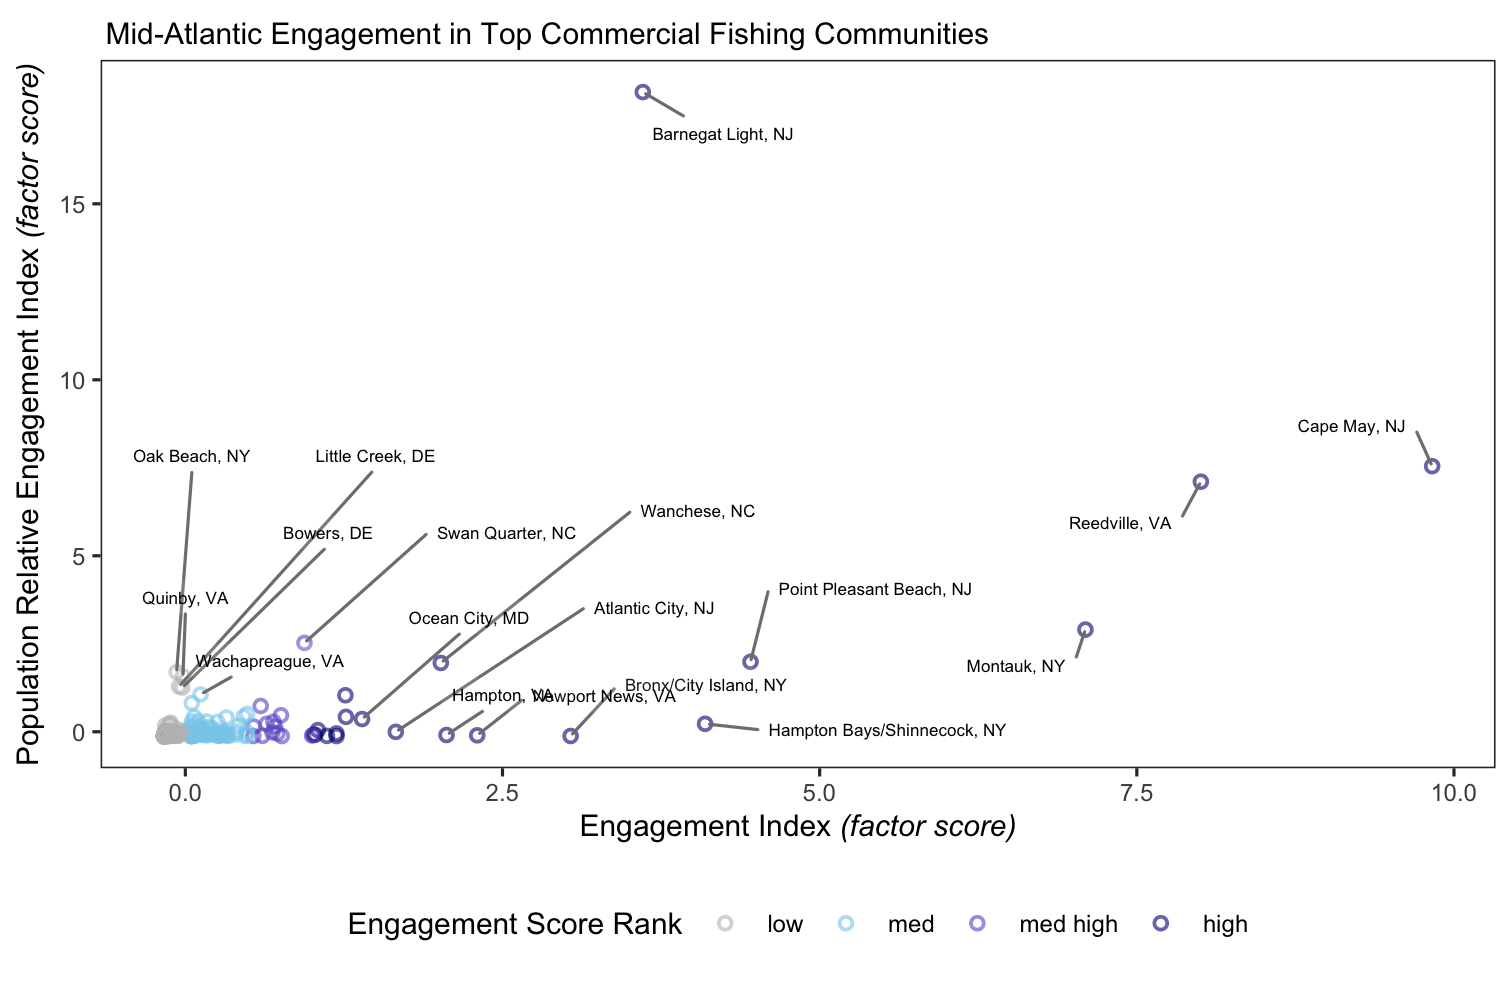 Mid-Atlantic Engagement in Top Commercial Fishing Communities
Population Relative Engagement Index (factor score)
15
10
5
0
Barnegat Light, NJ
Cape May, NJ
Oak Beach, NY
Little Creek, DE
Wanchese, NC
Reedville, VA
Bowers, DE
Swan Quarter, NC
Point Pleasant Beach, NJ
Quinby, VA
Atlantic City, NJ
Ocean City, MD
Wachapreague, VA
Montauk, NY
Bronx/City Island, NY
Hampton, VA
Newport News, VA
Hampton Bays/Shinnecock, NY
0.0
2.5
5.0
7.5
10.0
Engagement Index (factor score)
Engagement Score Rank
low
med
med high
high